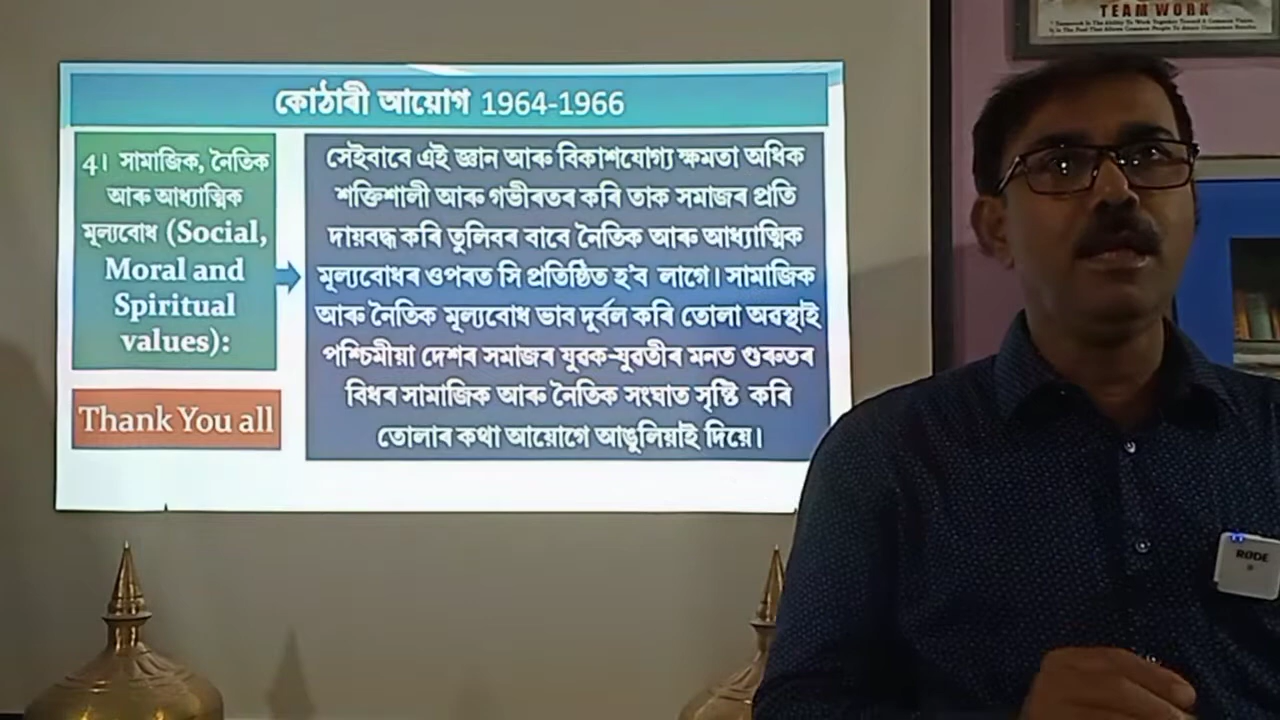 TEAM WORK
কোঠাৰী আয়োগ 1964-1966
4। সামাজিক, নৈতিক
আৰু আধ্যাত্মিক
মূল্যবোধ (Social,
Moral and
Spiritual
values):
Thank You all
সেইবাবে এই জ্ঞান আৰু বিকাশযোগ্য ক্ষমতা অধিক
শক্তিশালী আৰু গভীৰতৰ কৰি তাক সমাজৰ প্ৰতি
দায়বদ্ধ কৰি তুলিবৰ বাবে নৈতিক আৰু আধ্যাত্মিক
মূল্যবোধৰ ওপৰত সি প্ৰতিষ্ঠিত হ'ব লাগে। সামাজিক
আৰু নৈতিক মূল্যবোধ ভাব দুৰ্বল কৰি তোলা অবস্থাই
পশ্চিমীয়া দেশৰ সমাজৰ যুৱক-যুৱতীৰ মনত গুৰুতৰ
বিধৰ সামাজিক আৰু নৈতিক সংঘাত সৃষ্টি কৰি
তোলাৰ কথা আয়োগে আঙুলিয়াই দিয়ে।
RØDE